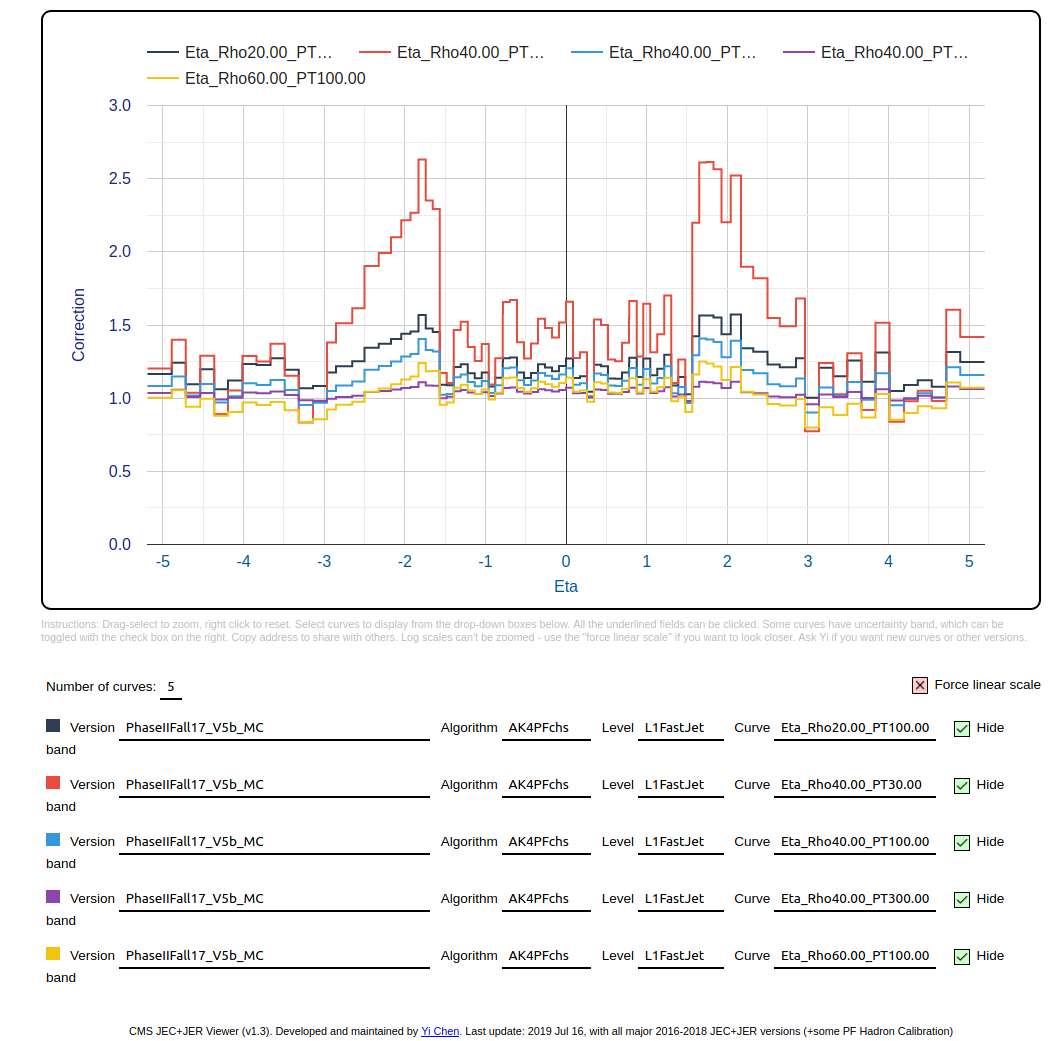 Eta_Rho20.00_PT… Eta_Rho40.00_PT… Eta_Rho40.00_PT… Eta_Rho40.00_PT…
Eta_Rho60.00_PT100.00
3.0
2.5
2.0
1.5
1.0
0.5
0.0
Correction
-5 -4 -3 -2 -1 0 1 2 3 4 5
Eta
Instructions: Drag-select to zoom, right click to reset. Select curves to display from the drop-down boxes below. All the underlined fields can be clicked. Some curves have uncertainty band, which can be
toggled with the check box on the right. Copy address to share with others. Log scales can't be zoomed - use the "force linear scale" if you want to look closer. Ask Yi if you want new curves or other versions.
Number of curves: 5 Force linear scale
Version PhaseIIFall17_V5b_MC Algorithm AK4PFchs Level L1FastJet Curve Eta_Rho20.00_PT100.00 Hide
band
Version PhaseIIFall17_V5b_MC Algorithm AK4PFchs Level L1FastJet Curve Eta_Rho40.00_PT30.00 Hide
band
Version PhaseIIFall17_V5b_MC Algorithm AK4PFchs Level L1FastJet Curve Eta_Rho40.00_PT100.00 Hide
band
Version PhaseIIFall17_V5b_MC Algorithm AK4PFchs Level L1FastJet Curve Eta_Rho40.00_PT300.00 Hide
band
Version PhaseIIFall17_V5b_MC Algorithm AK4PFchs Level L1FastJet Curve Eta_Rho60.00_PT100.00 Hide
band
CMS JEC+JER Viewer (v1.3). Developed and maintained by Yi Chen. Last update: 2019 Jul 16, with all major 2016-2018 JEC+JER versions (+some PF Hadron Calibration)